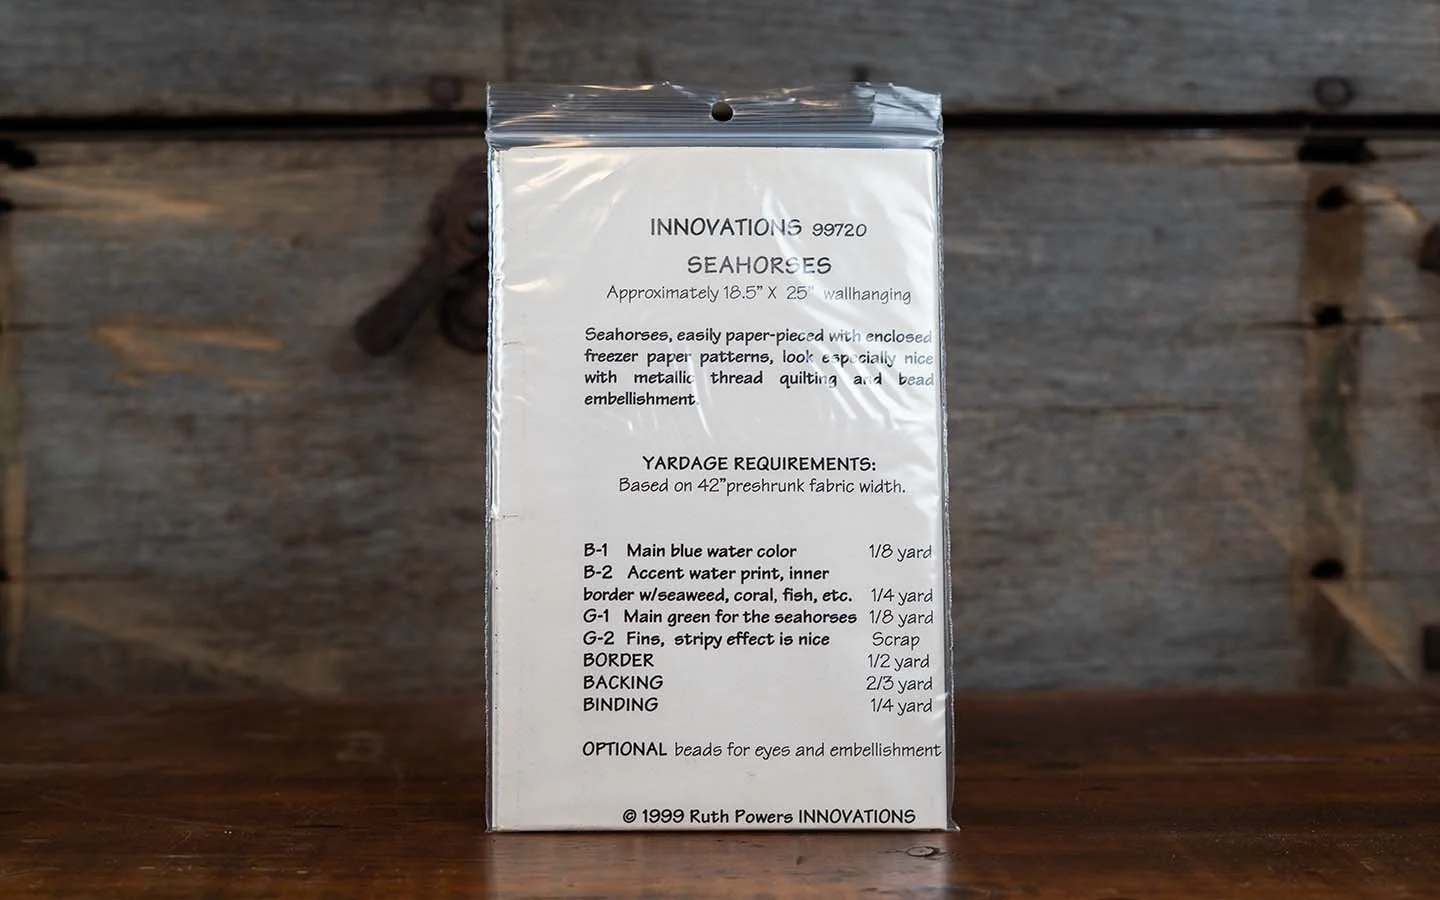 INNOVATIONS 99720
SEAHORSES
Approximately 18.5" X 25" wallhanging
Seahorses, easily paper-pieced with enclosed
freezer paper patterns, look especially nice
with metallic thread quilting and bead
embellishment.
YARDAGE REQUIREMENTS:
Based on 42"preshrunk fabric width.
B-1 Main blue water color 1/8 yard
B-2 Accent water print, inner
border w/seaweed, coral, fish, etc. 1/4 yard
G-1 Main green for the seahorses 1/8 yard
G-2 Fins, stripy effect is nice Scrap
BORDER 1/2 yard
BACKING 2/3 yard
BINDING 1/4 yard
OPTIONAL beads for eyes and embellishment
© 1999 Ruth Powers INNOVATIONS